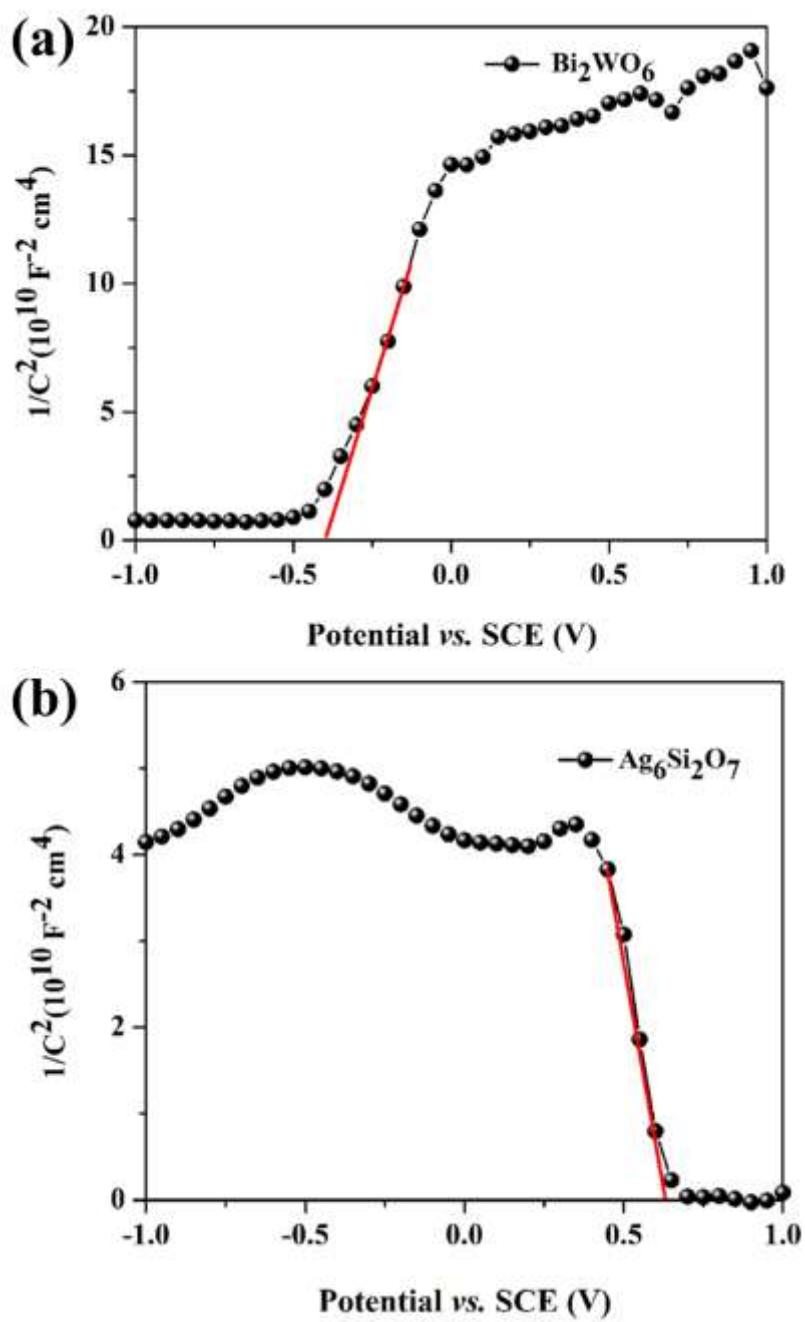 (a)
20
15
10
5
0
Bi2WO6
1/C2(1010 F-2 cm4)
-1.0 -0.5 0.0 0.5 1.0
Potential vs. SCE (V)
(b)
6
4
2
0
Ag6Si2O7
1/C2(1010 F-2 cm4)
-1.0 -0.5 0.0 0.5 1.0
Potential vs. SCE (V)